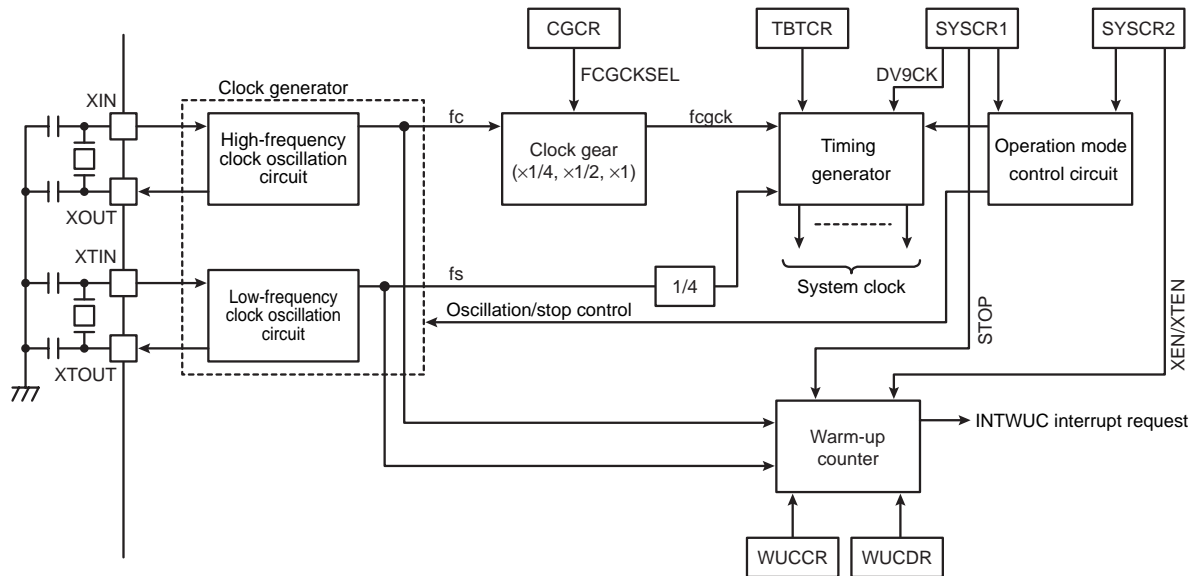 CGCR
TBTCR
SYSCR1
SYSCR2
FCGCKSEL
DV9CK
Clock generator
XIN
fc
fcgck
High-frequency
clock oscillation
circuit
Clock gear
(×1/4, ×1/2, ×1)
Timing
generator
Operation mode
control circuit
XOUT
XTIN
fs
1/4
System clock
Low-frequency
clock oscillation
circuit
Oscillation/stop control
STOP
XEN/XTEN
XTOUT
Warm-up
counter
INTWUC interrupt request
WUCCR
WUCDR